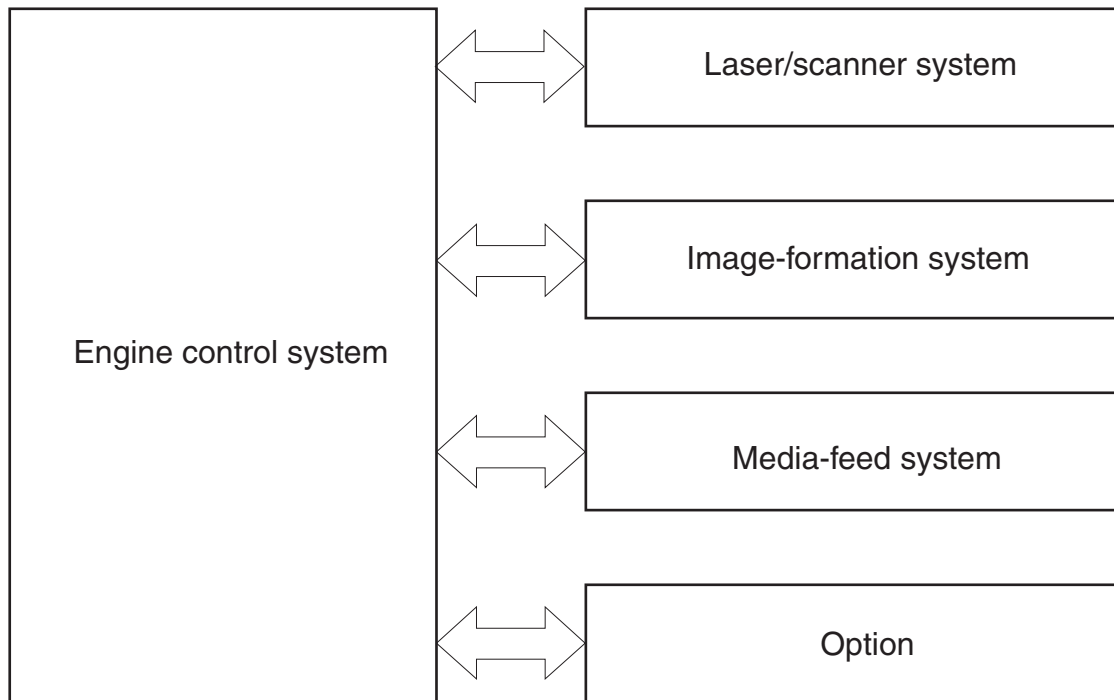 Laser/scanner system
Image-formation system
Engine control system
Media-feed system
Option